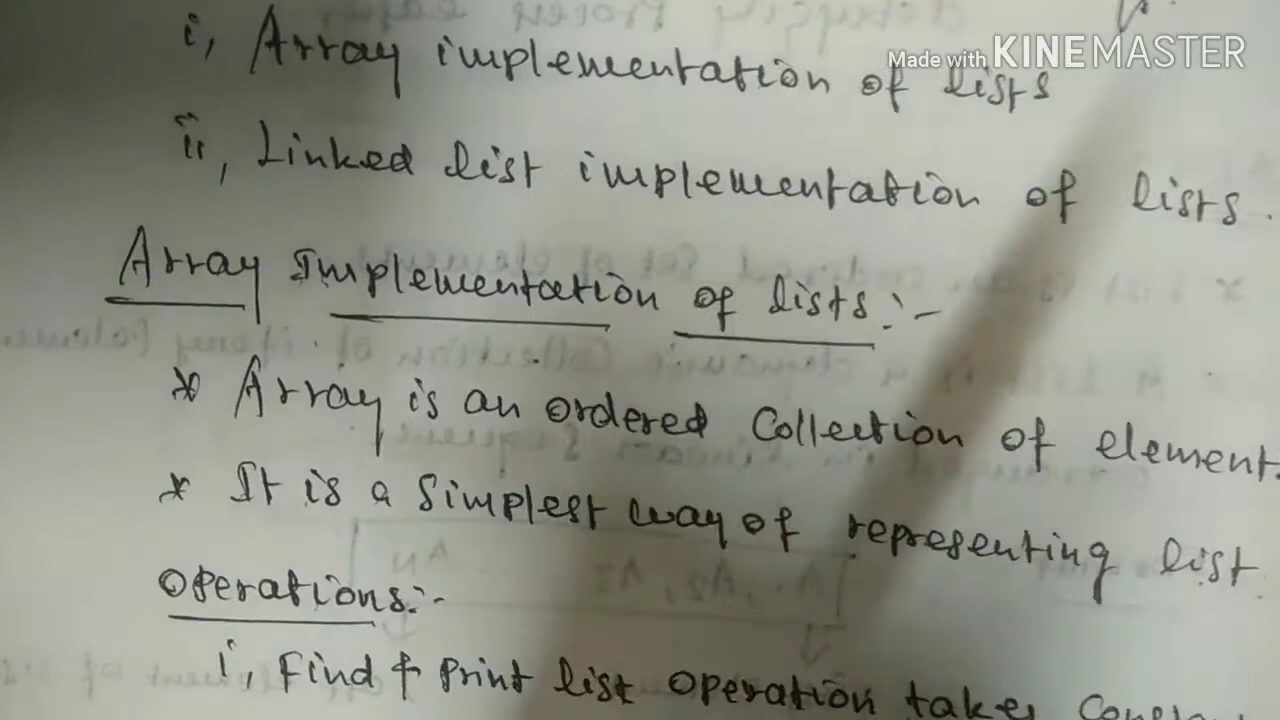 Made with KINEMASTER
i, Array implementation of lists
ii, Linked list implementation of lists.
Array Implementation of lists:-
* Array is an ordered Collection of element.
* It is a Simplest way of representing list
Operations:-
i, Find & Print list operation takes